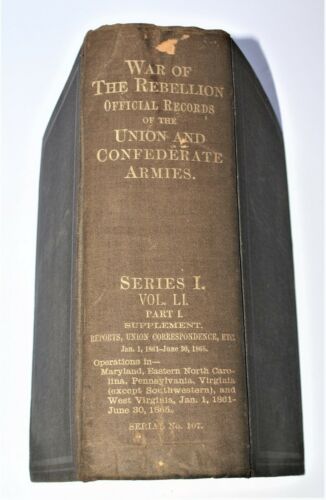 WAR OF
THE REBELLION
OFFICIAL RECORDS
OF THE
UNION AND
CONFEDERATE
ARMIES.
SERIES I.
VOL. LI.
PART I.
SUPPLEMENT.
REPORTS, UNION CORRESPONDENCE, ETC.
Jan. 1, 1861-June 30, 1865.
Operations in—
Maryland, Eastern North Caro-
lina, Pennsylvania, Virginia
(except Southwestern), and
West Virginia, Jan. 1, 1861-
June 30, 1865.
SERIAL No. 107.